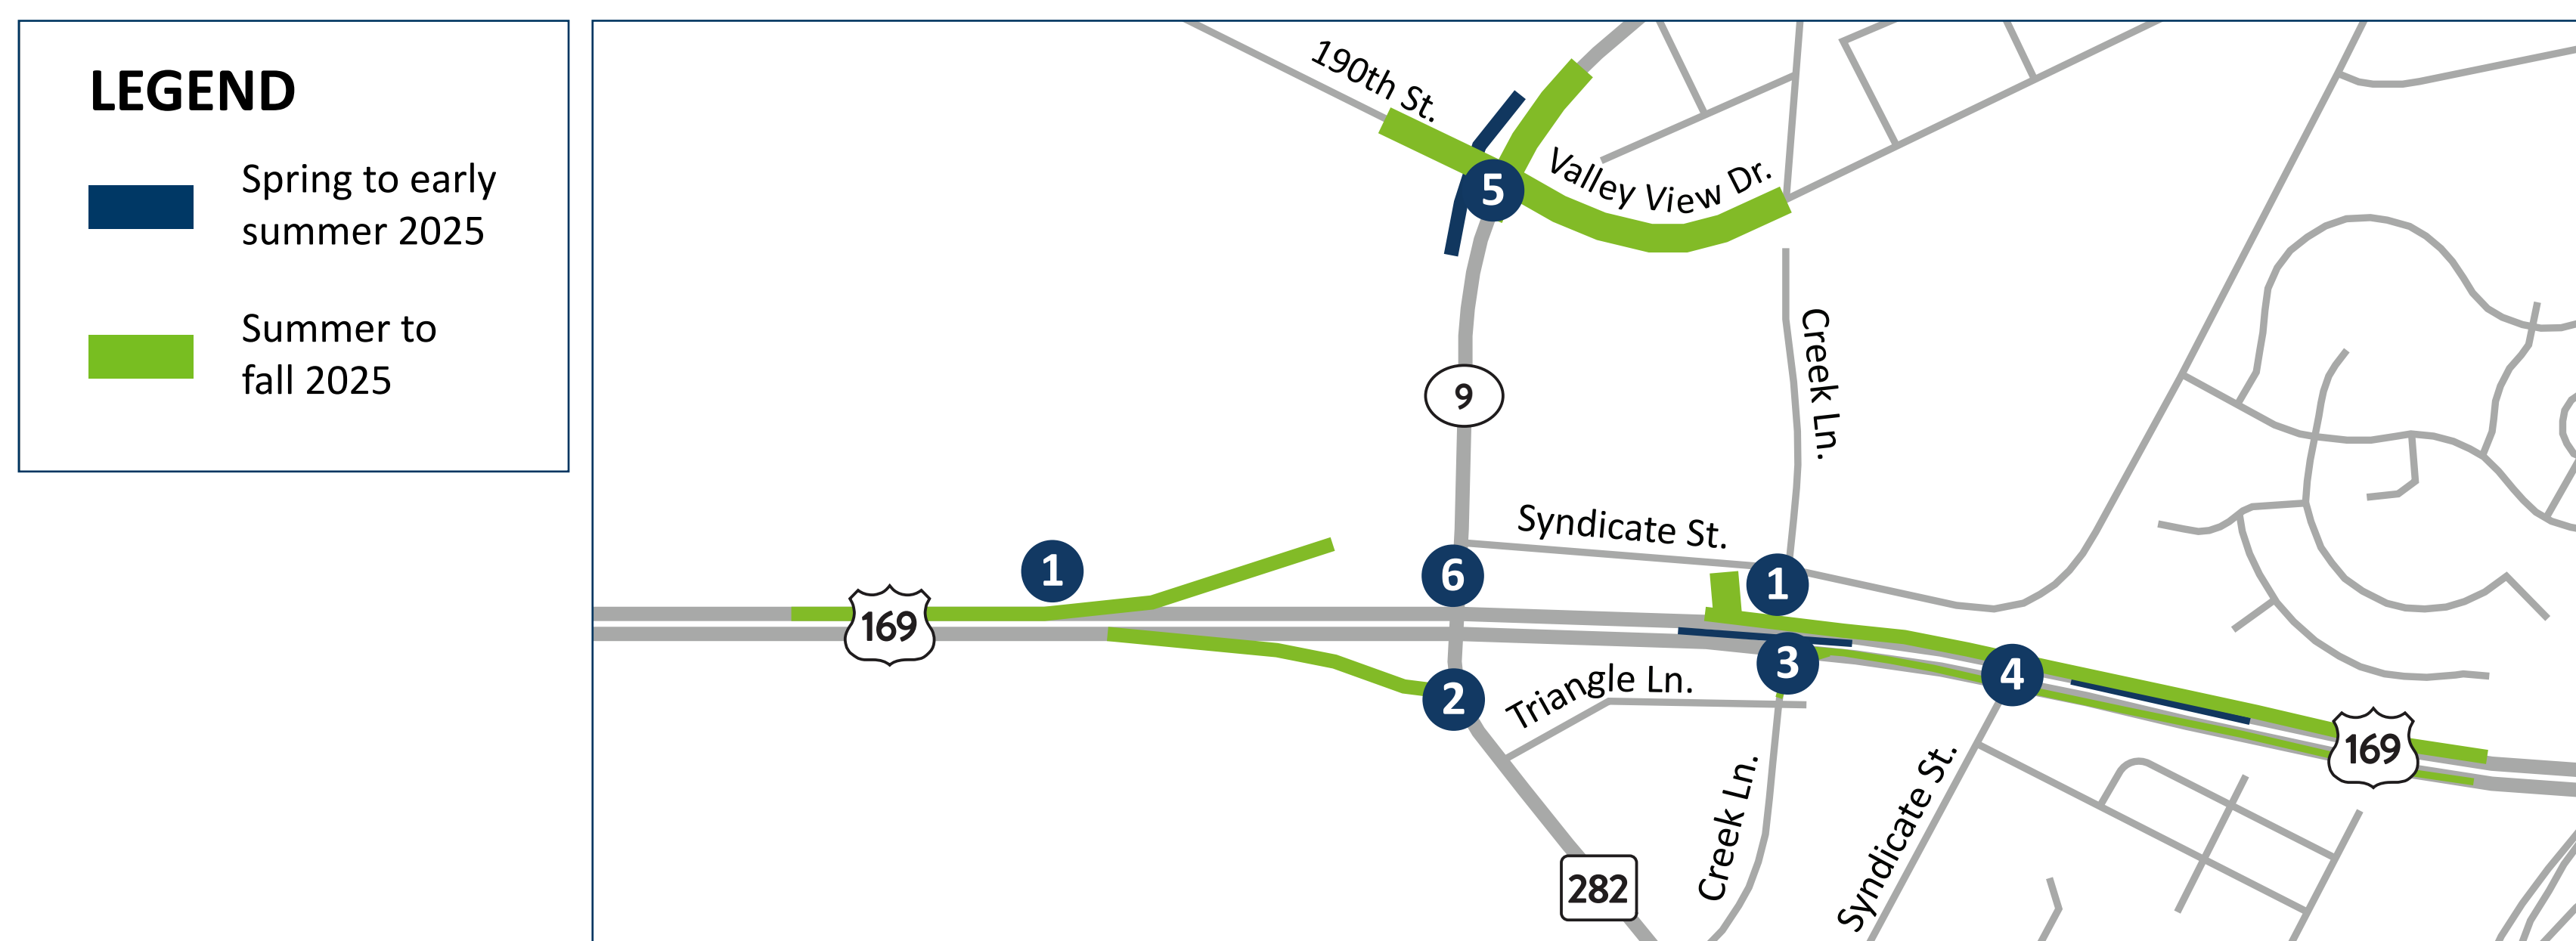 LEGEND
Spring to early
summer 2025
Summer to
fall 2025
190th St.
5
Valley View Dr.
9
Creek Ln.
Syndicate St.
1
6
1
169
3
2
Triangle Ln.
4
169
Creek Ln.
Syndicate St.
282